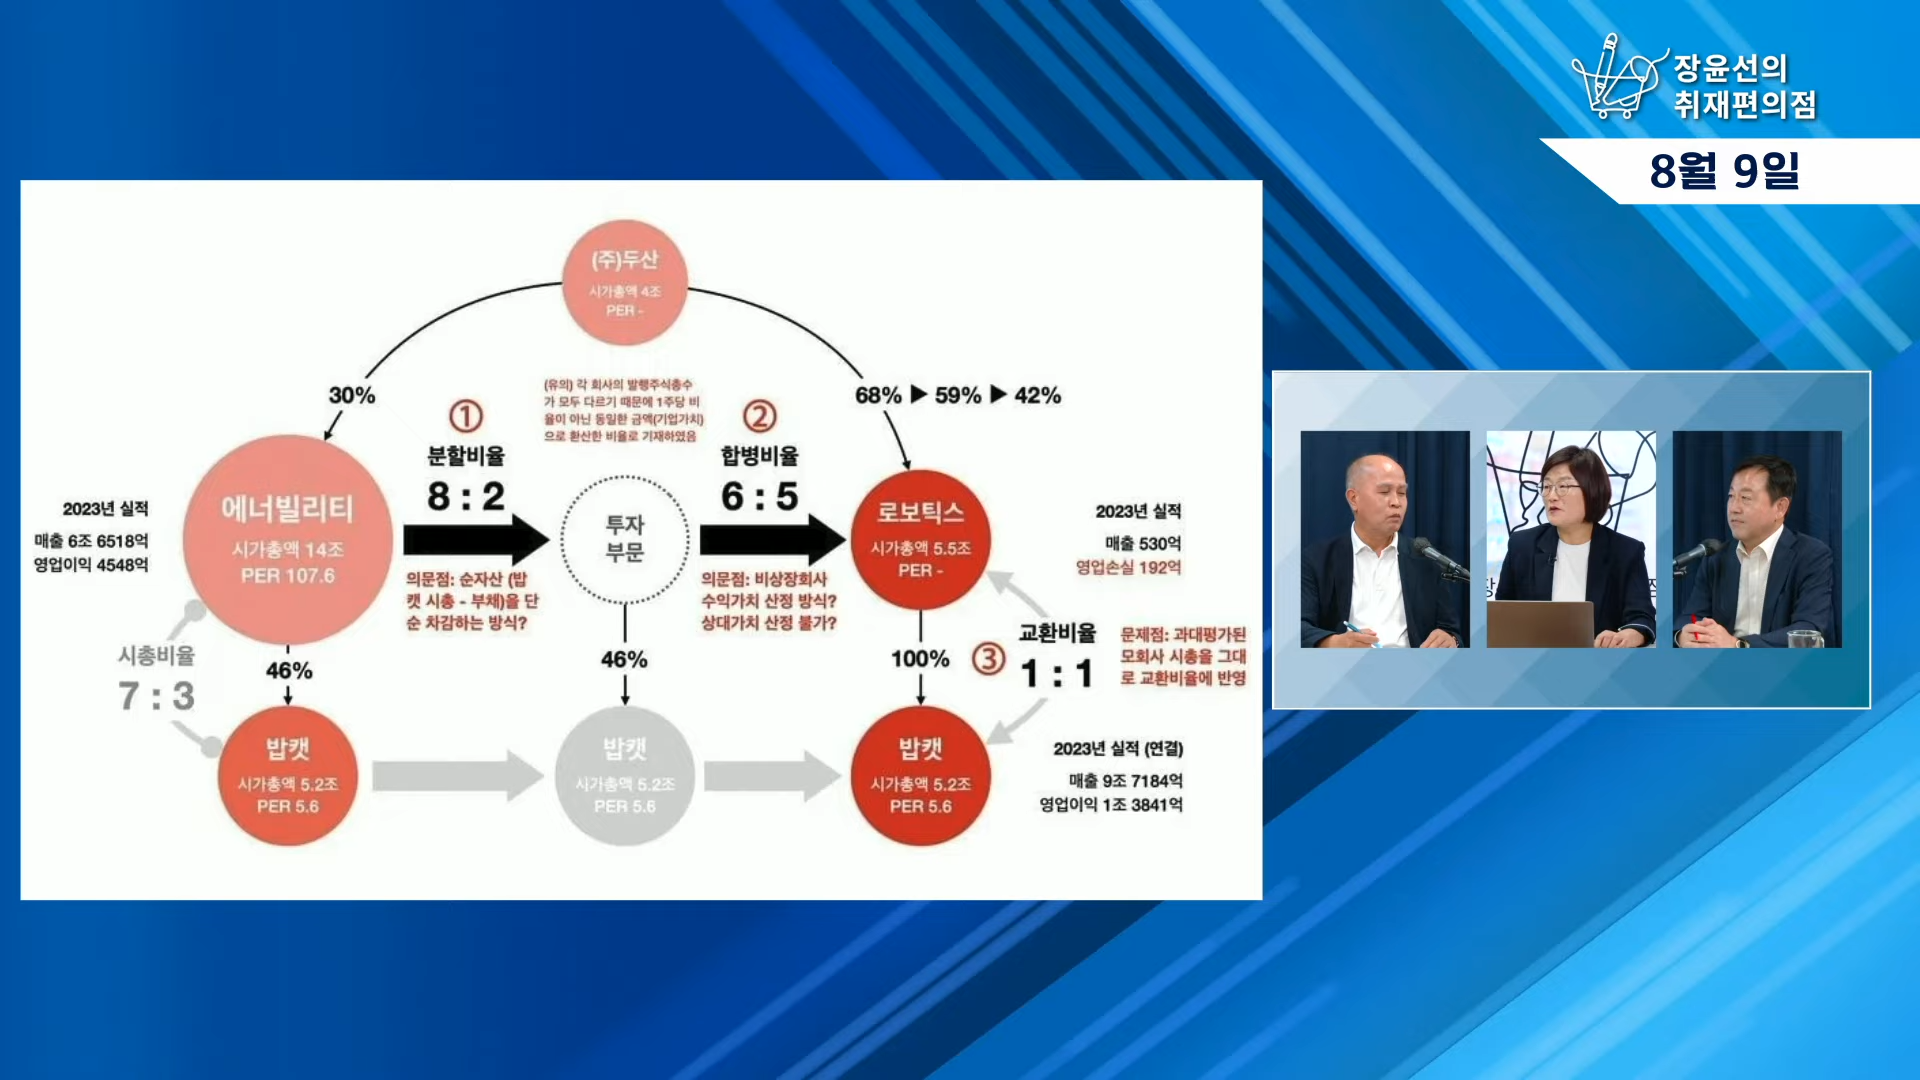 장윤선의
취재편의점
8월 9일
(주)두산
시가총액 4조
PER -
30%
68% ▶ 59% ▶ 42%
(유의) 각 회사의 발행주식총수
가 모두 다르기 때문에 1주당 비
율이 아닌 동일한 금액(기업가치)
으로 환산한 비율로 기재하였음
①
분할비율
8 : 2
②
합병비율
6 : 5
2023년 실적
매출 6조 6518억
영업이익 4548억
에너빌리티
시가총액 14조
PER 107.6
투자
부문
로보틱스
시가총액 5.5조
PER -
2023년 실적
매출 530억
영업손실 192억
의문점: 순자산 (밥
캣 시총 - 부채)을 단
순 차감하는 방식?
의문점: 비상장회사
수익가치 산정 방식?
상대가치 산정 불가?
시총비율
7 : 3
46%
46%
100%
③
교환비율
1 : 1
문제점: 과대평가된
모회사 시총을 그대
로 교환비율에 반영
밥캣
시가총액 5.2조
PER 5.6
밥캣
시가총액 5.2조
PER 5.6
밥캣
시가총액 5.2조
PER 5.6
2023년 실적 (연결)
매출 9조 7184억
영업이익 1조 3841억